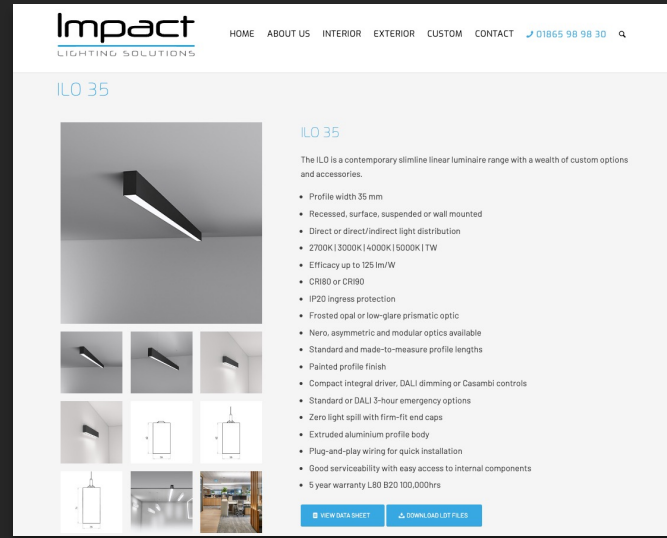 Impact
LIGHTING SOLUTIONS
HOME ABOUT US INTERIOR EXTERIOR CUSTOM CONTACT 01865 98 98 30
ILO 35
ILO 35
The ILO is a contemporary slimline linear luminaire range with a wealth of custom options
and accessories.
• Profile width 35 mm
• Recessed, surface, suspended or wall mounted
• Direct or direct/indirect light distribution
• 2700K | 3000K | 4000K | 5000K | TW
• Efficacy up to 125 lm/W
• CRI80 or CRI90
• IP20 ingress protection
• Frosted opal or low-glare prismatic optic
• Nero, asymmetric and modular optics available
• Standard and made-to-measure profile lengths
• Painted profile finish
• Compact integral driver, DALI dimming or Casambi controls
• Standard or DALI 3-hour emergency options
• Zero light spill with firm-fit end caps
• Extruded aluminium profile body
• Plug-and-play wiring for quick installation
• Good serviceability with easy access to internal components
• 5 year warranty L80 B20 100,000hrs
VIEW DATA SHEET DOWNLOAD LDT FILES